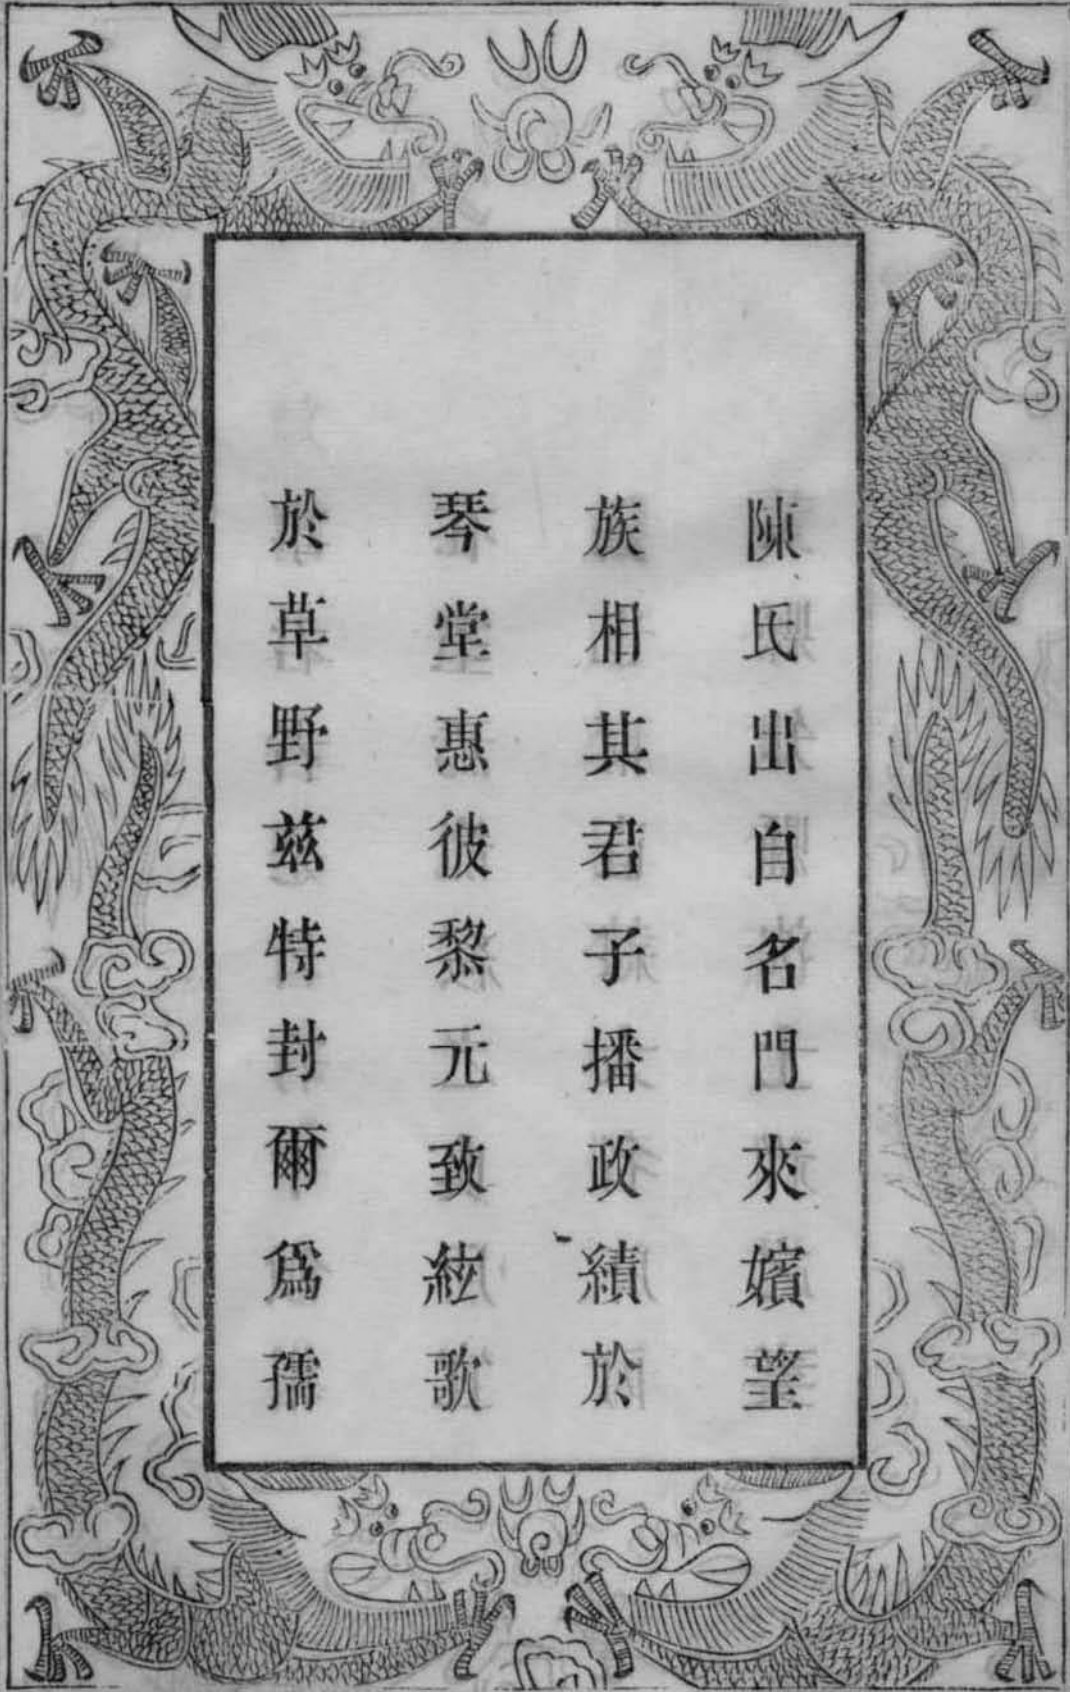 陳氏出自名門來嬪望
族相其君子播政績於
琴堂惠彼黎元致絃歌
於草野兹特封爾爲孺